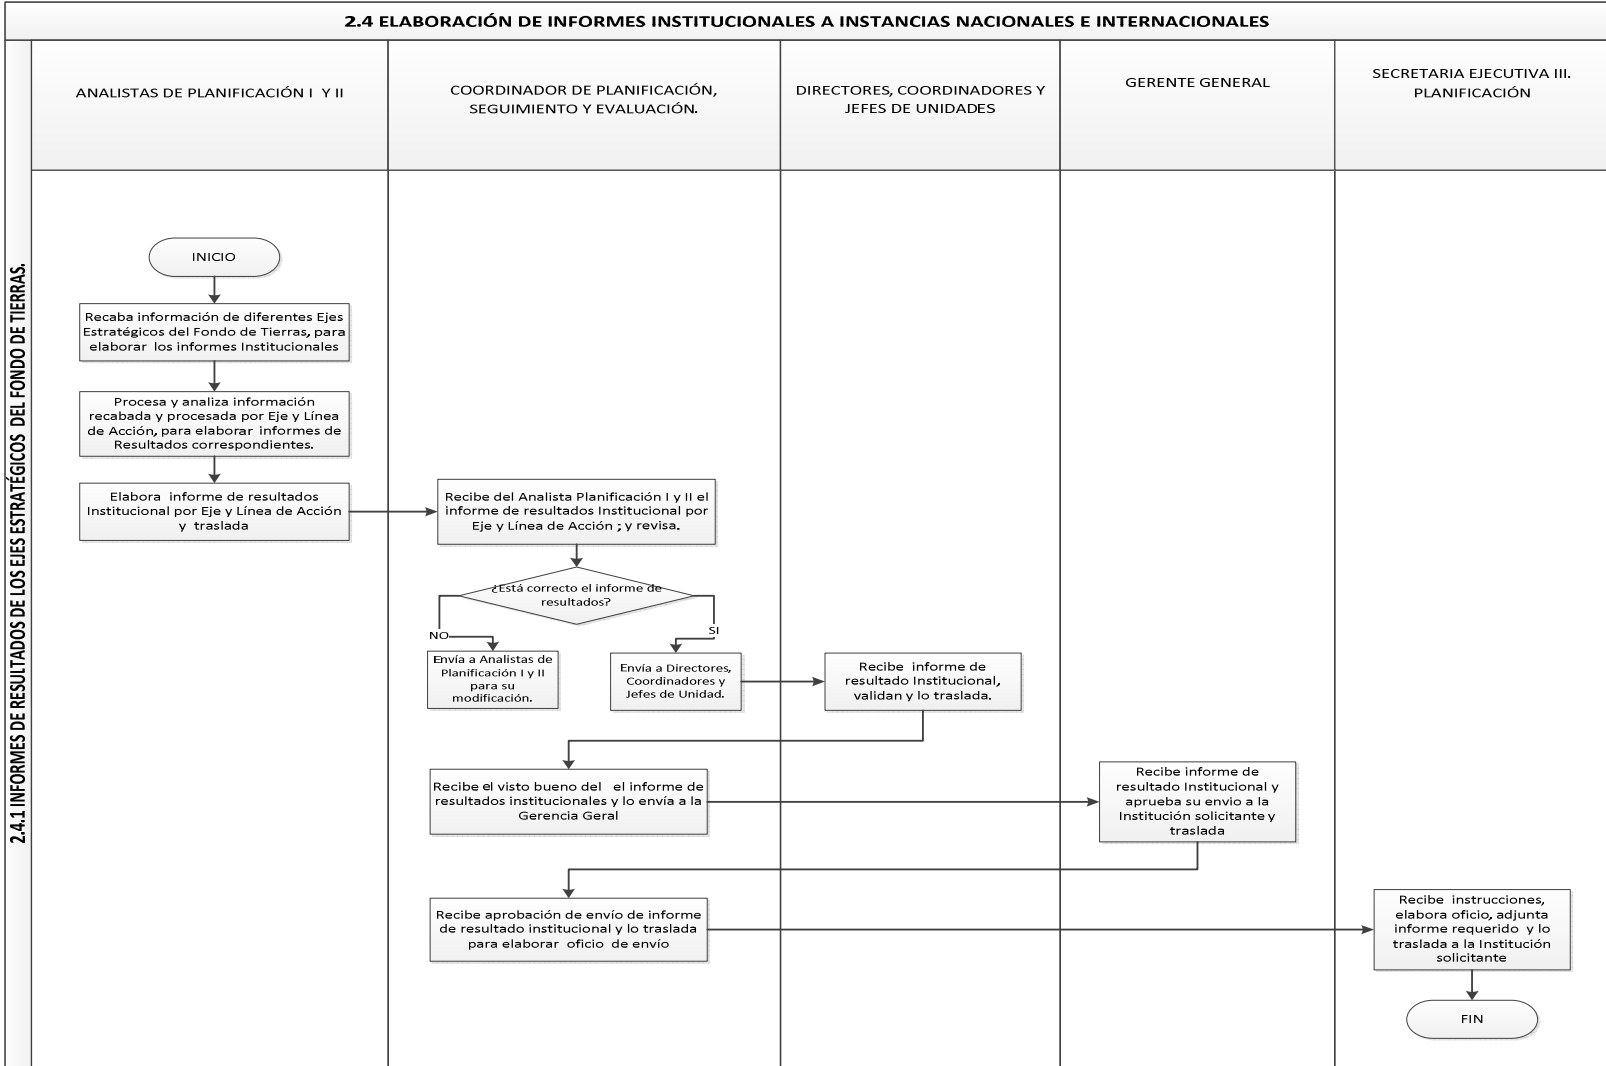 2.4 ELABORACIÓN DE INFORMES INSTITUCIONALES A INSTANCIAS NACIONALES E INTERNACIONALES
2.4.1 INFORMES DE RESULTADOS DE LOS EJES ESTRATÉGICOS DEL FONDO DE TIERRAS.
ANALISTAS DE PLANIFICACIÓN I Y II
COORDINADOR DE PLANIFICACIÓN,
SEGUIMIENTO Y EVALUACIÓN.
DIRECTORES, COORDINADORES Y
JEFES DE UNIDADES
GERENTE GENERAL
SECRETARIA EJECUTIVA III.
PLANIFICACIÓN
INICIO
Recaba información de diferentes Ejes
Estratégicos del Fondo de Tierras, para
elaborar los informes Institucionales
Procesa y analiza información
recabada y procesada por Eje y Línea
de Acción, para elaborar informes de
Resultados correspondientes.
Elabora informe de resultados
Institucional por Eje y Línea de Acción
y traslada
Recibe del Analista Planificación I y II el
informe de resultados Institucional por
Eje y Línea de Acción ; y revisa.
¿Está correcto el informe de
resultados?
NO
SI
Envía a Analistas de
Planificación I y II
para su
modificación.
Envía a Directores,
Coordinadores y
Jefes de Unidad.
Recibe informe de
resultado Institucional,
validan y lo traslada.
Recibe el visto bueno del el informe de
resultados institucionales y lo envía a la
Gerencia Geral
Recibe informe de
resultado Institucional y
aprueba su envio a la
Institución solicitante y
traslada
Recibe aprobación de envío de informe
de resultado institucional y lo traslada
para elaborar oficio de envío
Recibe instrucciones,
elabora oficio, adjunta
informe requerido y lo
traslada a la Institución
solicitante
FIN